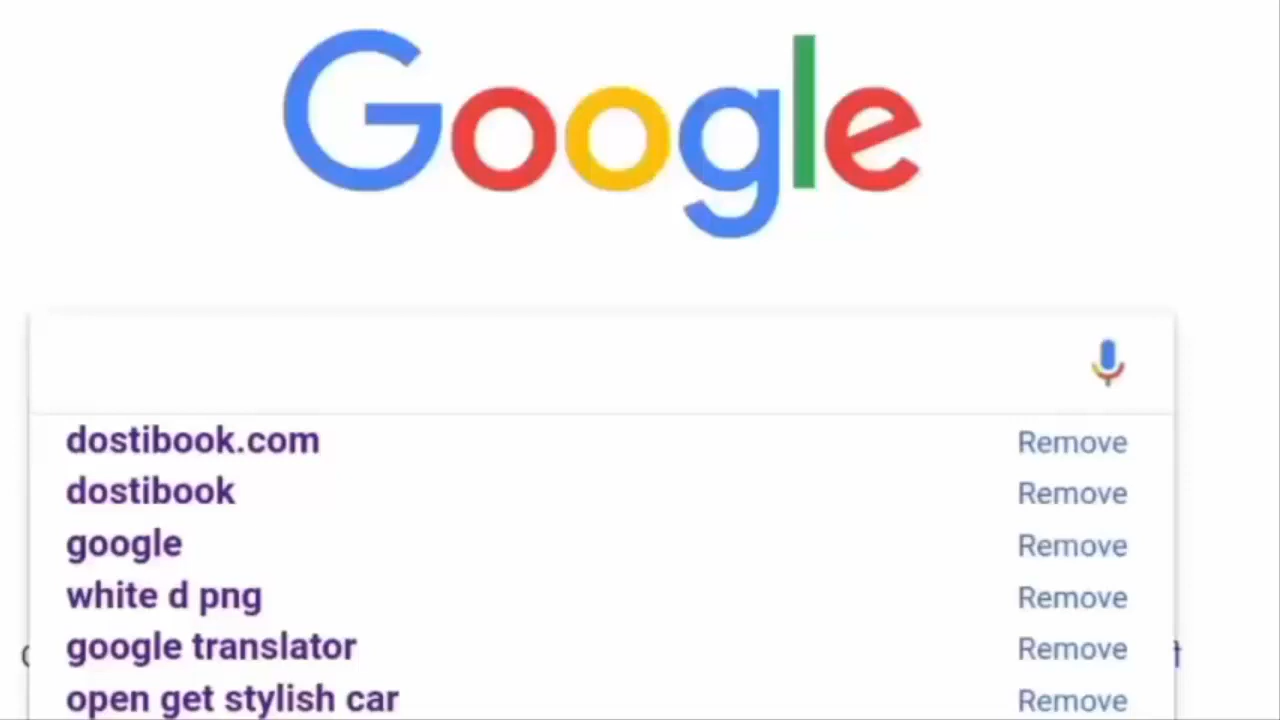 Google
dostibook.com Remove
dostibook Remove
google Remove
white d png Remove
google translator Remove
open get stylish car Remove